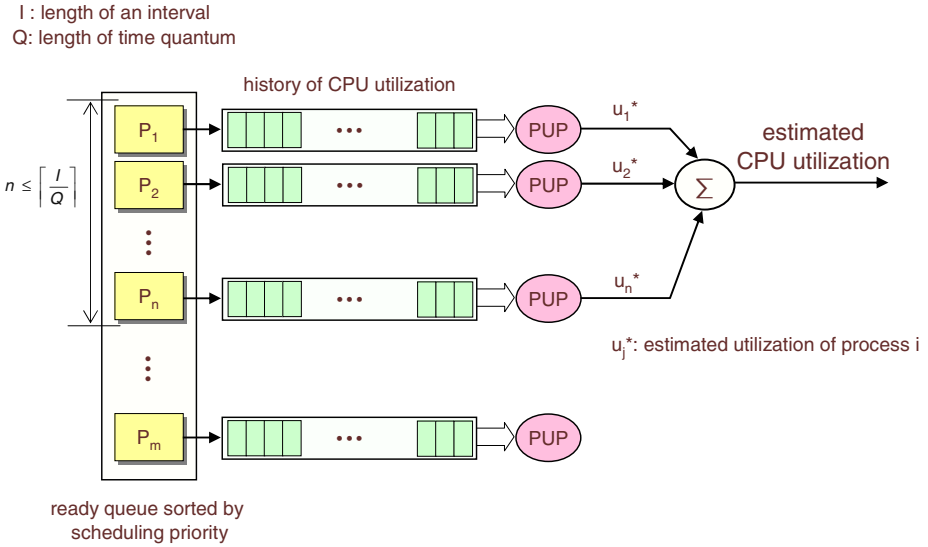 I : length of an interval
Q: length of time quantum
history of CPU utilization
P₁
•••
PUP
u₁*
estimated
CPU utilization
n ≤ ⌈I/Q⌉
P₂
•••
PUP
u₂*
Σ
Pₙ
•••
PUP
uₙ*
uⱼ*: estimated utilization of process i
Pₘ
•••
PUP
ready queue sorted by
scheduling priority